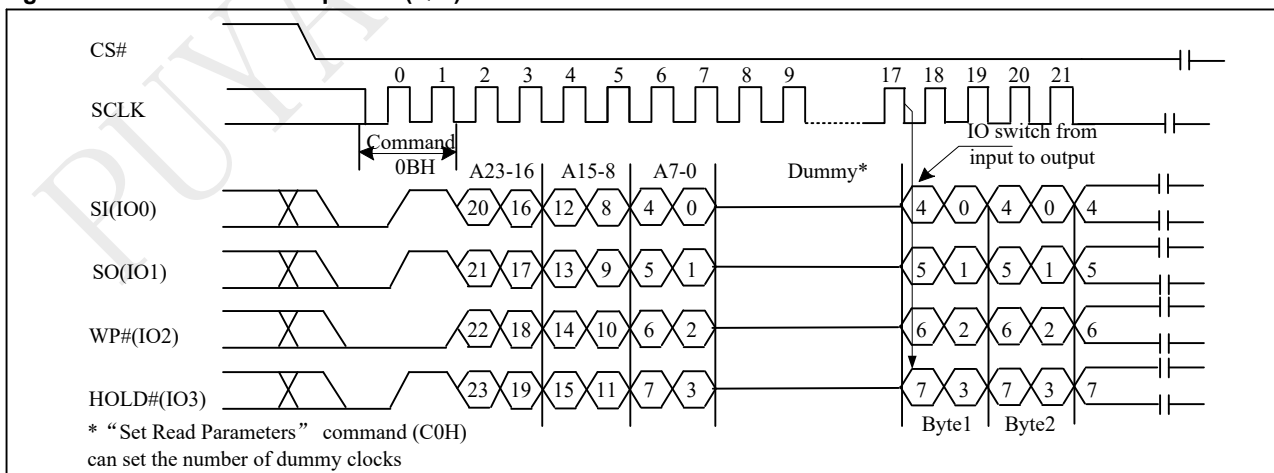 PUYA
CS#
0 1 2 3 4 5 6 7 8 9 17 18 19 20 21
SCLK
IO switch from
input to output
Command
0BH
A23-16 A15-8 A7-0 Dummy*
SI(IO0) 20 16 12 8 4 0 4 0 4 0 4
SO(IO1) 21 17 13 9 5 1 5 1 5 1 5
WP#(IO2) 22 18 14 10 6 2 6 2 6 2 6
HOLD#(IO3) 23 19 15 11 7 3 7 3 7 3 7
Byte1 Byte2
* “Set Read Parameters” command (C0H)
can set the number of dummy clocks